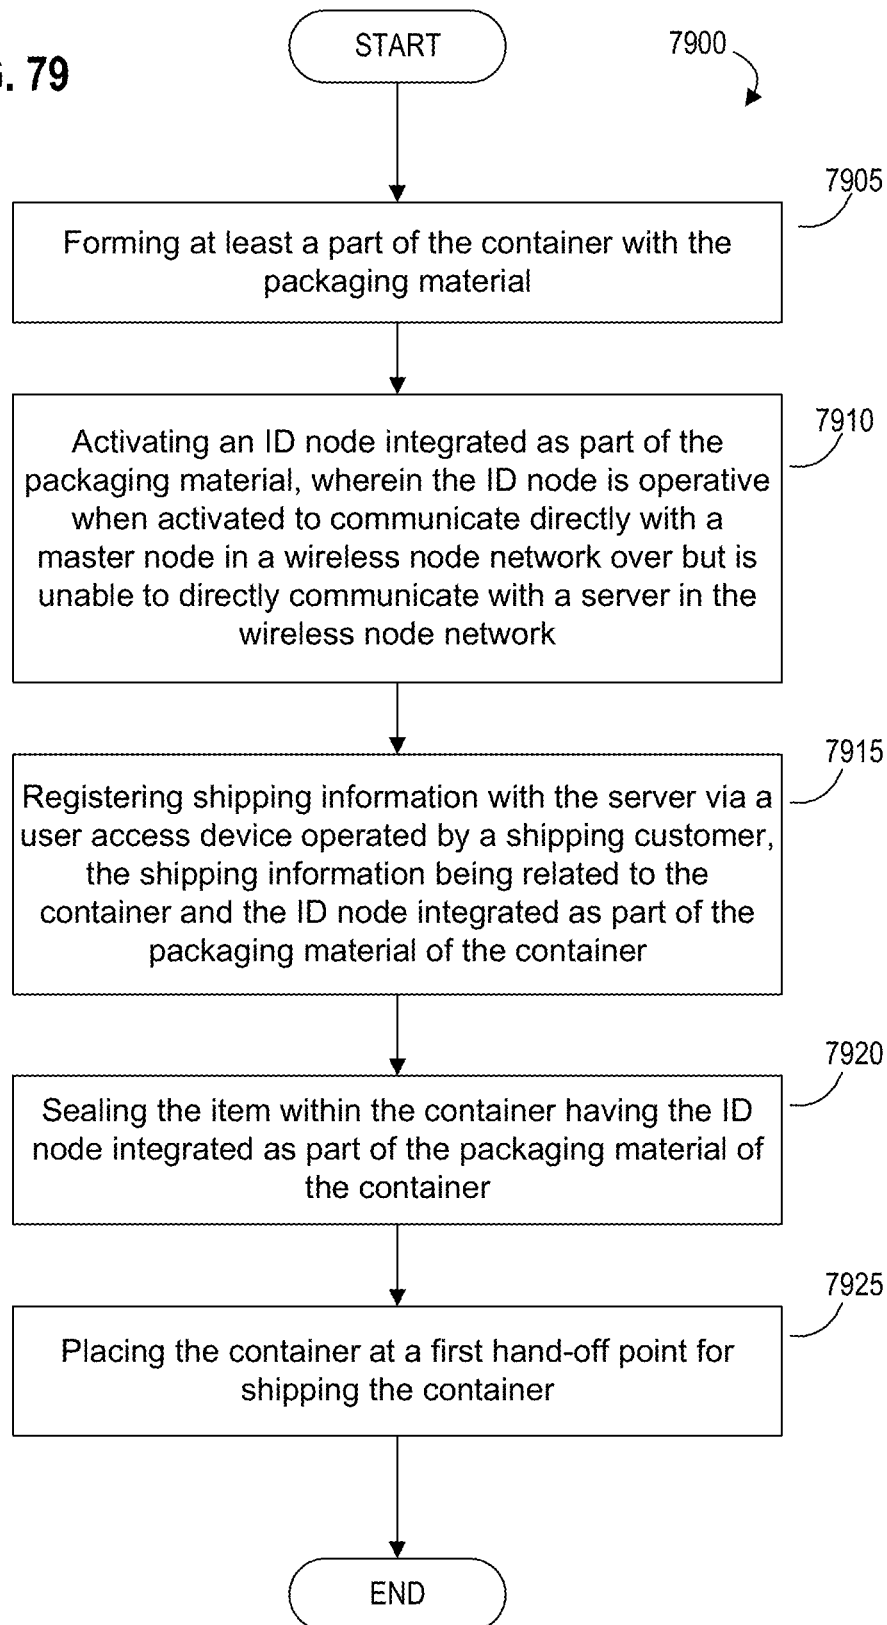 START
7900
. 79
7905
Forming at least a part of the container with the
packaging material
7910
Activating an ID node integrated as part of the
packaging material, wherein the ID node is operative
when activated to communicate directly with a
master node in a wireless node network over but is
unable to directly communicate with a server in the
wireless node network
7915
Registering shipping information with the server via a
user access device operated by a shipping customer,
the shipping information being related to the
container and the ID node integrated as part of the
packaging material of the container
7920
Sealing the item within the container having the ID
node integrated as part of the packaging material of
the container
7925
Placing the container at a first hand-off point for
shipping the container
END